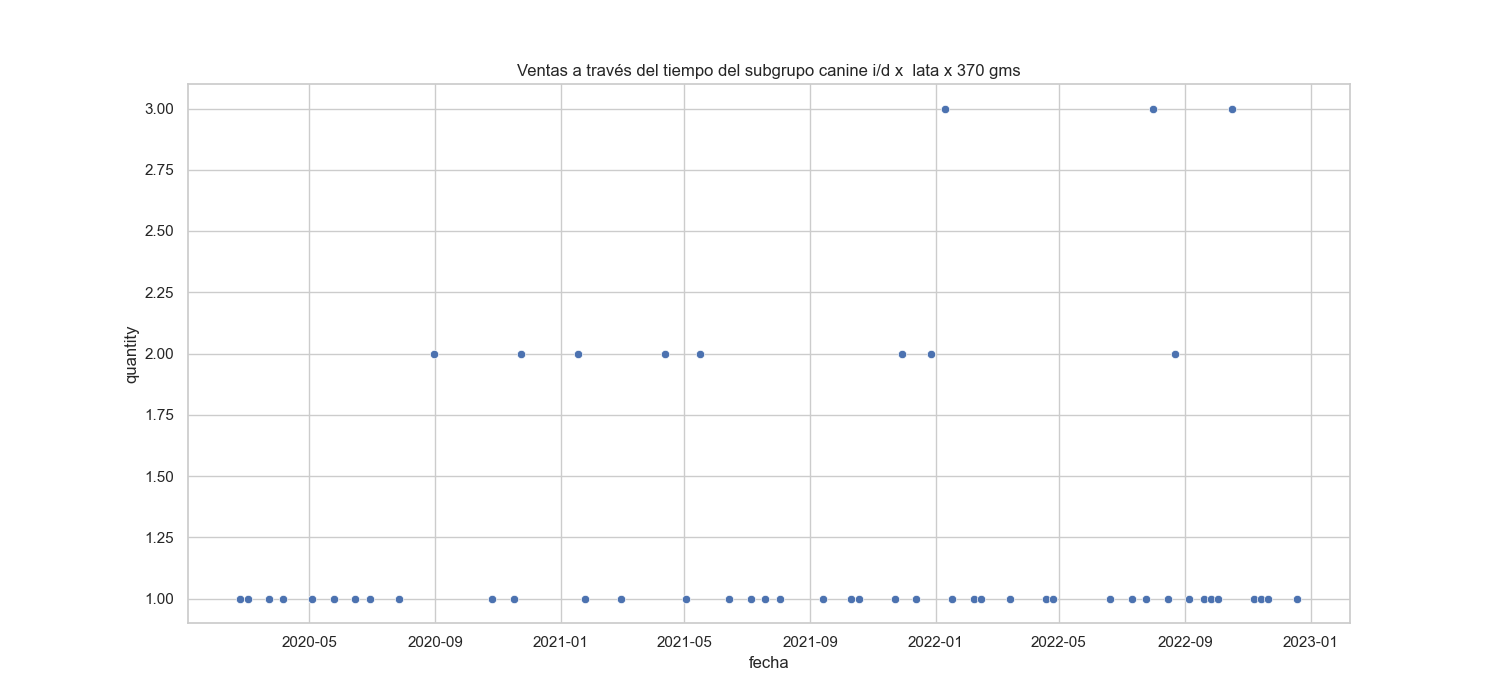 Ventas a través del tiempo del subgrupo canine i/d x  lata x 370 gms
3.00
2.75
2.50
2.25
2.00
1.75
1.50
1.25
1.00
quantity
2020-05 2020-09 2021-01 2021-05 2021-09 2022-01 2022-05 2022-09 2023-01
fecha